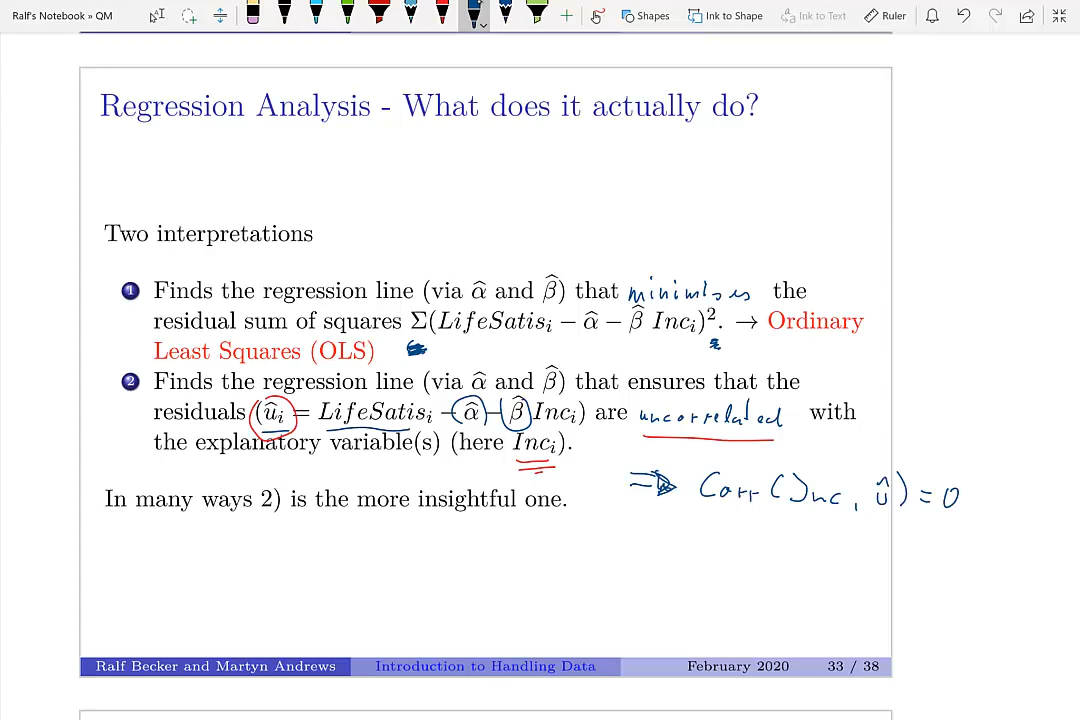 Ralf's Notebook » QM
Shapes
Ink to Shape
Ink to Text
Ruler
Regression Analysis - What does it actually do?
Two interpretations
1 Finds the regression line (via α̂ and β̂) that minimises the
residual sum of squares Σ(LifeSatisᵢ − α̂ − β̂ Incᵢ)². → Ordinary
Least Squares (OLS)
2 Finds the regression line (via α̂ and β̂) that ensures that the
residuals (ûᵢ = LifeSatisᵢ − α̂ − β̂ Incᵢ) are uncorrelated with
the explanatory variable(s) (here Incᵢ).
⇒ Corr(Inc, û) = 0
In many ways 2) is the more insightful one.
Ralf Becker and Martyn Andrews Introduction to Handling Data February 2020 33 / 38